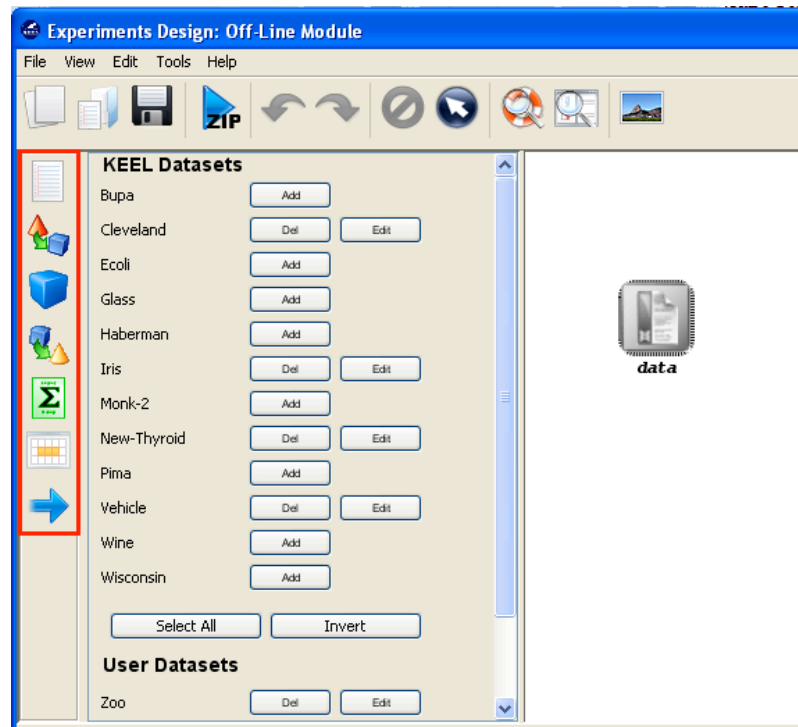 Experiments Design: Off-Line Module
File View Edit Tools Help
ZIP
KEEL Datasets
Bupa Add
Cleveland Del Edit
Ecoli Add
Glass Add
Haberman Add
Iris Del Edit
Monk-2 Add
New-Thyroid Del Edit
Pima Add
Vehicle Del Edit
Wine Add
Wisconsin Add
Select All Invert
User Datasets
Zoo Del Edit
Σ
data